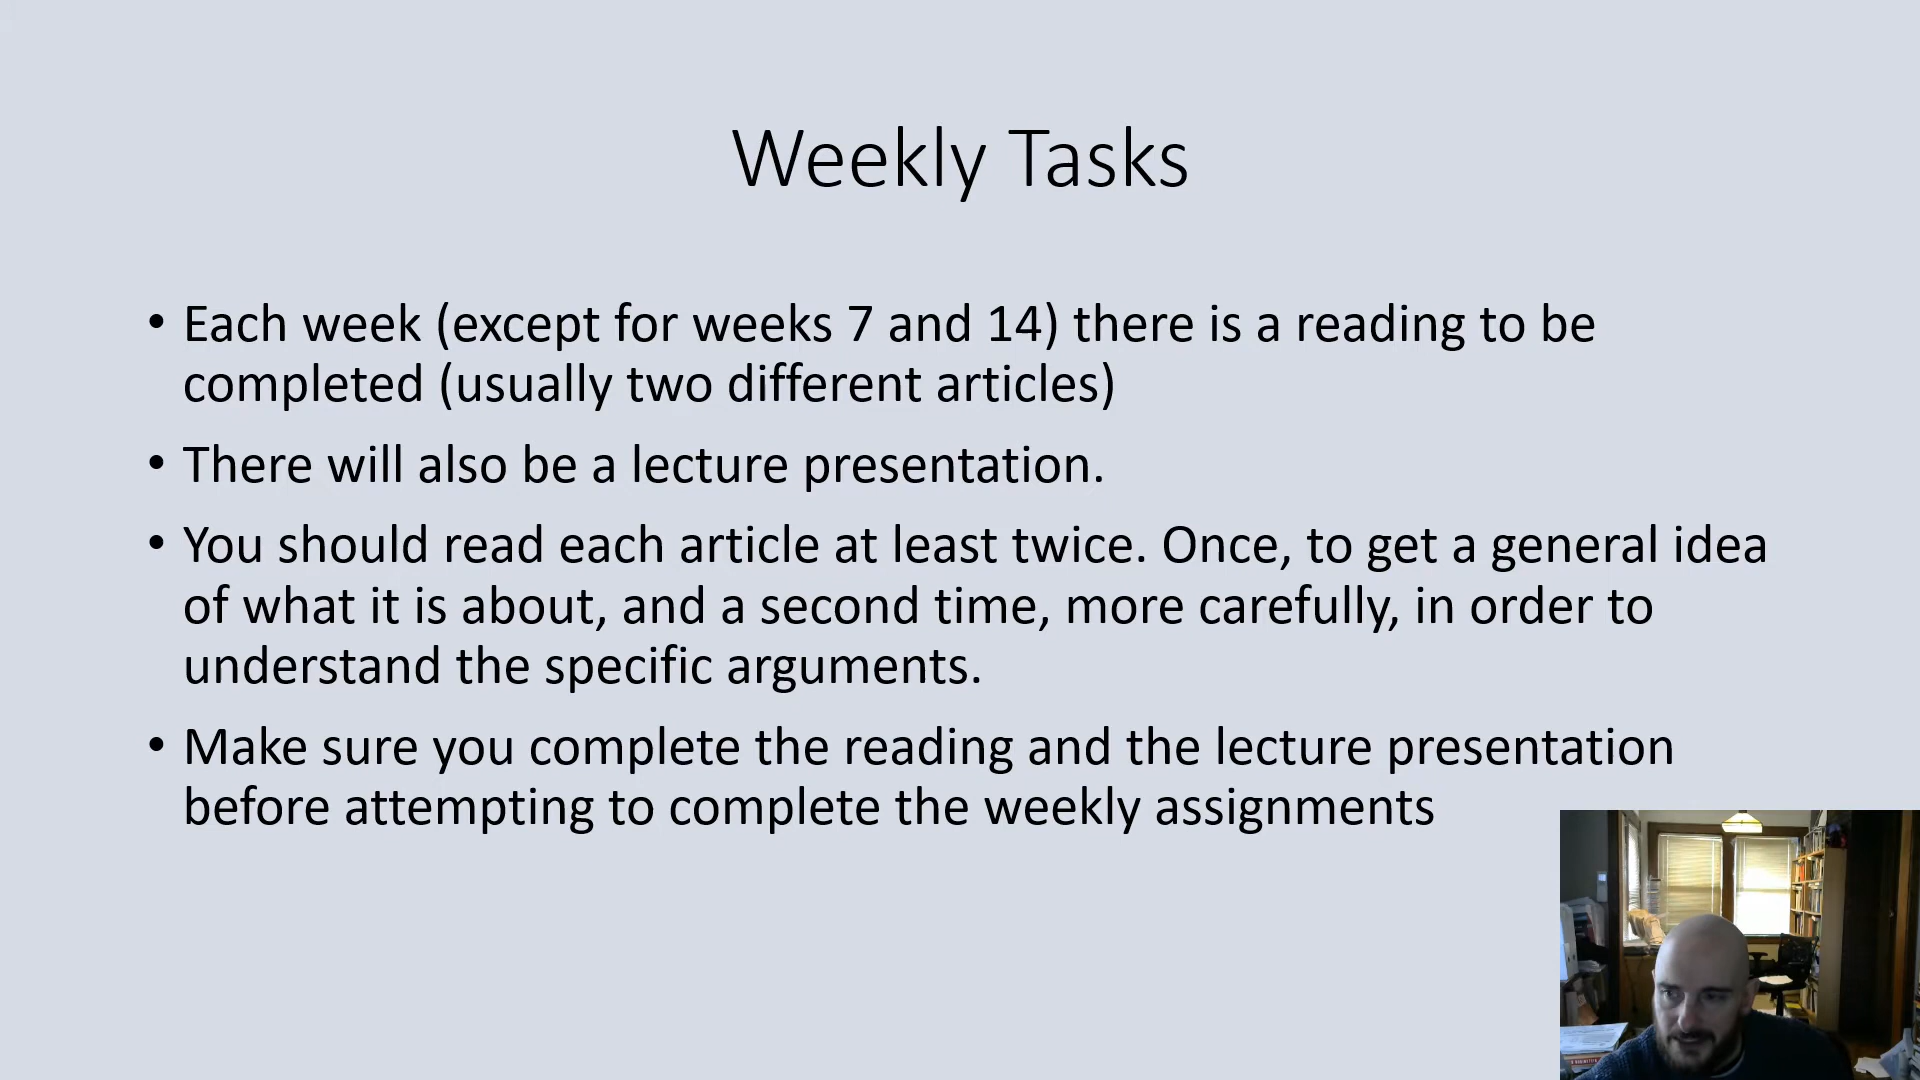 Weekly Tasks
• Each week (except for weeks 7 and 14) there is a reading to be
completed (usually two different articles)
• There will also be a lecture presentation.
• You should read each article at least twice. Once, to get a general idea
of what it is about, and a second time, more carefully, in order to
understand the specific arguments.
• Make sure you complete the reading and the lecture presentation
before attempting to complete the weekly assignments